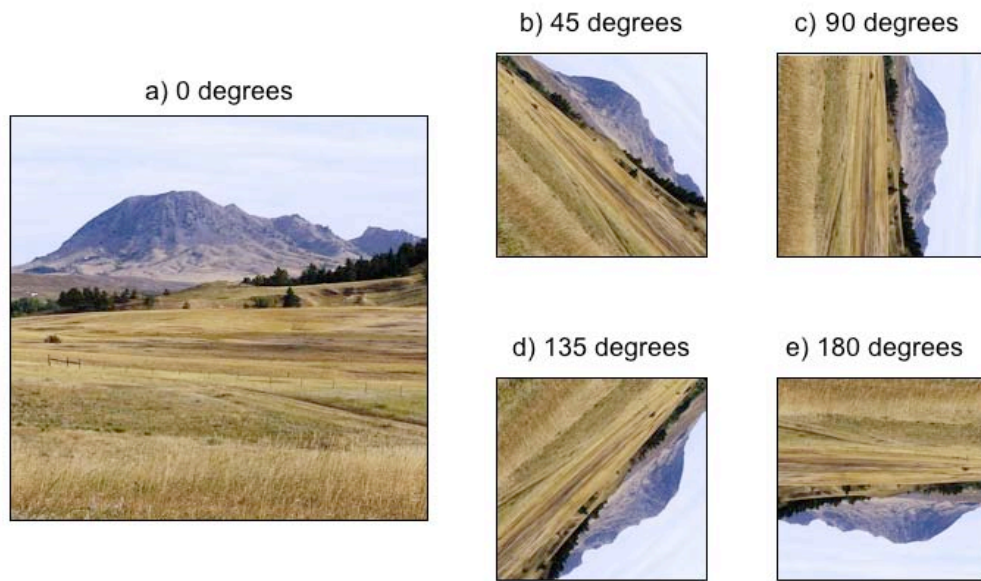 a) 0 degrees
b) 45 degrees
c) 90 degrees
d) 135 degrees
e) 180 degrees